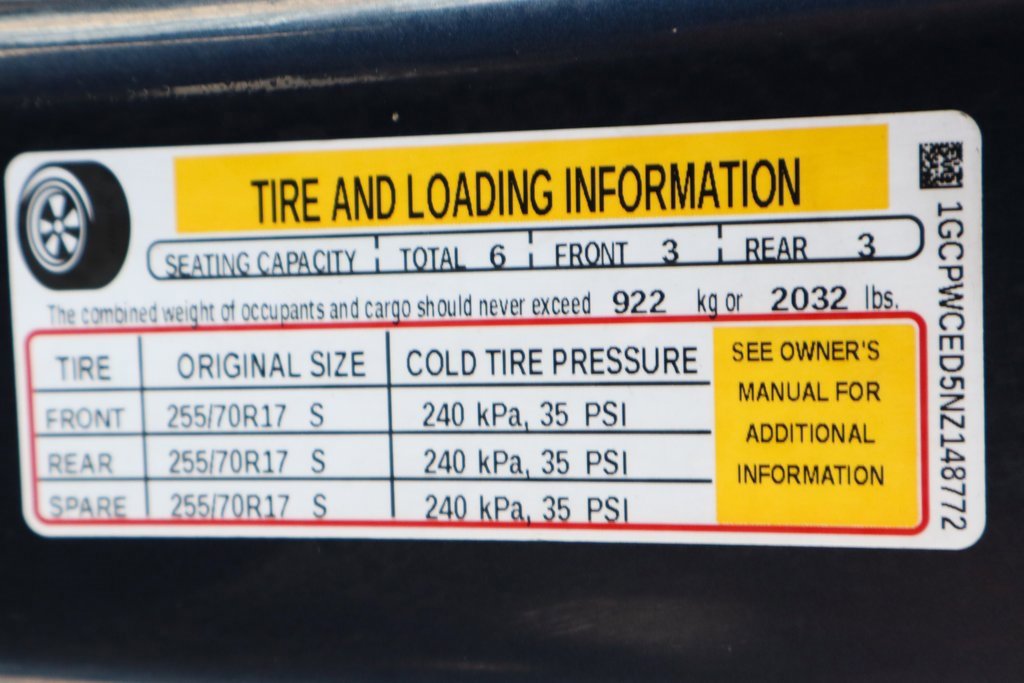 TIRE AND LOADING INFORMATION
SEATING CAPACITY TOTAL 6 FRONT 3 REAR 3
The combined weight of occupants and cargo should never exceed 922 kg or 2032 lbs.
TIRE ORIGINAL SIZE COLD TIRE PRESSURE
FRONT 255/70R17 S 240 kPa, 35 PSI
REAR 255/70R17 S 240 kPa, 35 PSI
SPARE 255/70R17 S 240 kPa, 35 PSI
SEE OWNER'S
MANUAL FOR
ADDITIONAL
INFORMATION
1GCPWCED5NZ148772